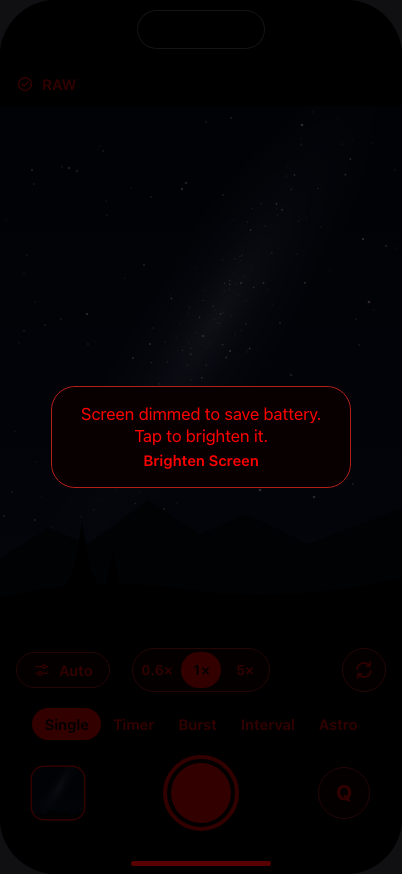 RAW
Screen dimmed to save battery.
Tap to brighten it.
Brighten Screen
Auto
0.6× 1× 5×
Single Timer Burst Interval Astro
Q